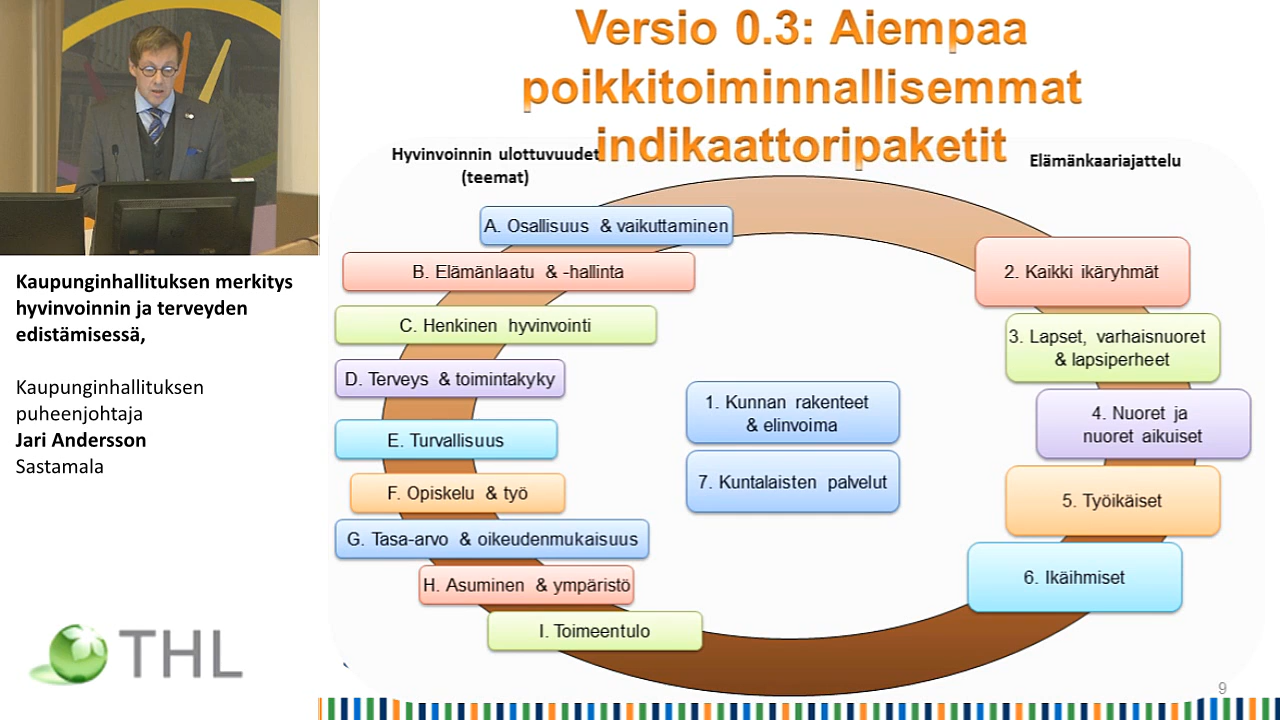 Versio 0.3: Aiempaa
poikkitoiminnallisemmat
indikaattoripaketit
Hyvinvoinnin ulottuvuudet
(teemat)
Elämänkaariajattelu
A. Osallisuus & vaikuttaminen
B. Elämänlaatu & -hallinta
C. Henkinen hyvinvointi
D. Terveys & toimintakyky
E. Turvallisuus
F. Opiskelu & työ
G. Tasa-arvo & oikeudenmukaisuus
H. Asuminen & ympäristö
I. Toimeentulo
1. Kunnan rakenteet
& elinvoima
7. Kuntalaisten palvelut
2. Kaikki ikäryhmät
3. Lapset, varhaisnuoret
& lapsiperheet
4. Nuoret ja
nuoret aikuiset
5. Työikäiset
6. Ikäihmiset
9
Kaupunginhallituksen merkitys
hyvinvoinnin ja terveyden
edistämisessä,
Kaupunginhallituksen
puheenjohtaja
Jari Andersson
Sastamala
THL